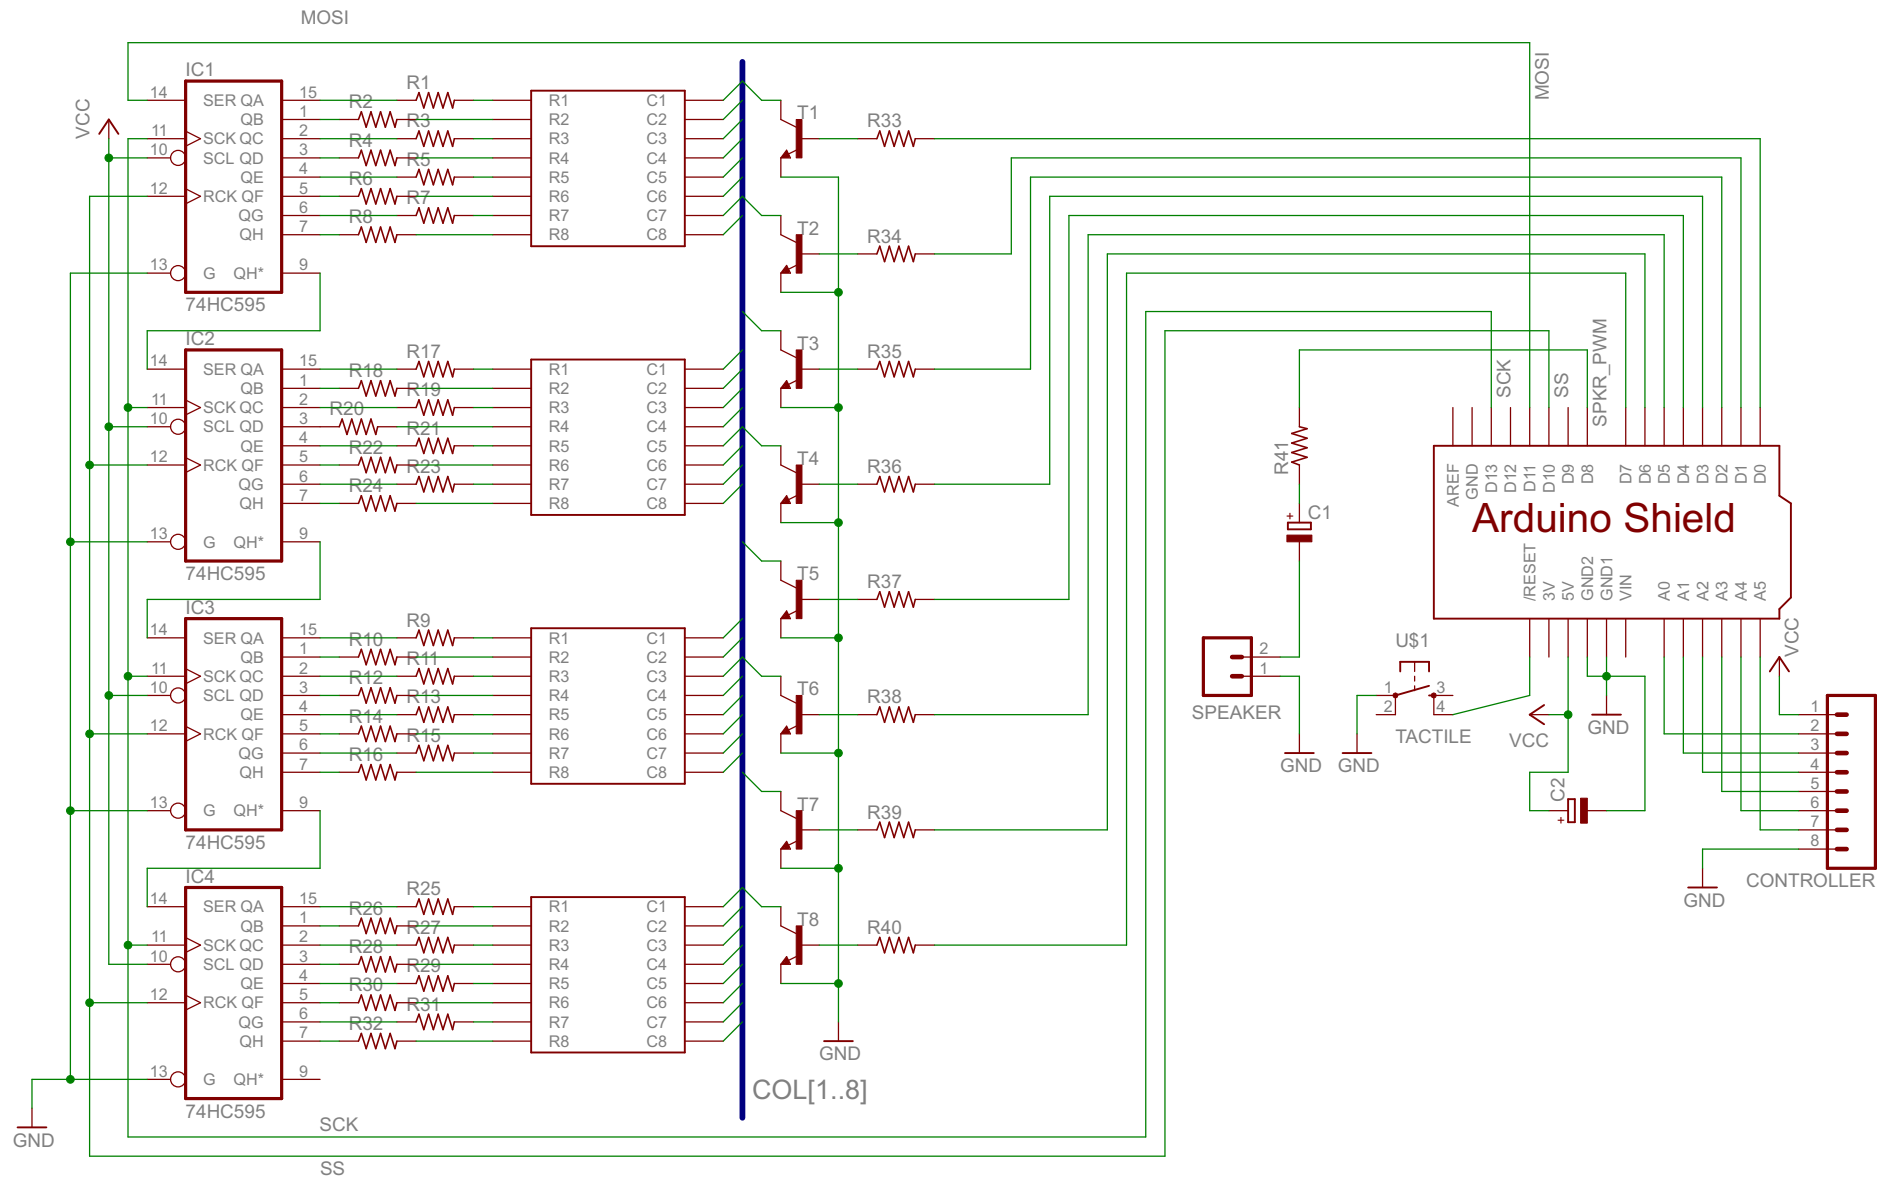 MOSI
IC1
14 SER QA 15
QB 1
11 SCK QC 2
10 SCL QD 3
QE 4
12 RCK QF 5
QG 6
QH 7
13 G QH* 9
74HC595
VCC
R1
R2
R3
R4
R5
R6
R7
R8
R1 C1
R2 C2
R3 C3
R4 C4
R5 C5
R6 C6
R7 C7
R8 C8
IC2
14 SER QA 15
QB 1
11 SCK QC 2
10 SCL QD 3
QE 4
12 RCK QF 5
QG 6
QH 7
13 G QH* 9
74HC595
R17
R18
R19
R20
R21
R22
R23
R24
R1 C1
R2 C2
R3 C3
R4 C4
R5 C5
R6 C6
R7 C7
R8 C8
IC3
14 SER QA 15
QB 1
11 SCK QC 2
10 SCL QD 3
QE 4
12 RCK QF 5
QG 6
QH 7
13 G QH* 9
74HC595
R9
R10
R11
R12
R13
R14
R15
R16
R1 C1
R2 C2
R3 C3
R4 C4
R5 C5
R6 C6
R7 C7
R8 C8
IC4
14 SER QA 15
QB 1
11 SCK QC 2
10 SCL QD 3
QE 4
12 RCK QF 5
QG 6
QH 7
13 G QH* 9
74HC595
R25
R26
R27
R28
R29
R30
R31
R32
R1 C1
R2 C2
R3 C3
R4 C4
R5 C5
R6 C6
R7 C7
R8 C8
GND
SCK
SS
COL[1..8]
T1 R33
T2 R34
T3 R35
T4 R36
T5 R37
T6 R38
T7 R39
T8 R40
GND
MOSI
SCK
SS
SPKR_PWM
AREF GND D13 D12 D11 D10 D9 D8 D7 D6 D5 D4 D3 D2 D1 D0
Arduino Shield
/RESET 3V 5V GND2 GND1 VIN A0 A1 A2 A3 A4 A5
R41
+ C1
2
1
SPEAKER
GND
U$1
1 3
2 4
TACTILE
GND
VCC
GND
C2
+
VCC
1
2
3
4
5
6
7
8
CONTROLLER
GND